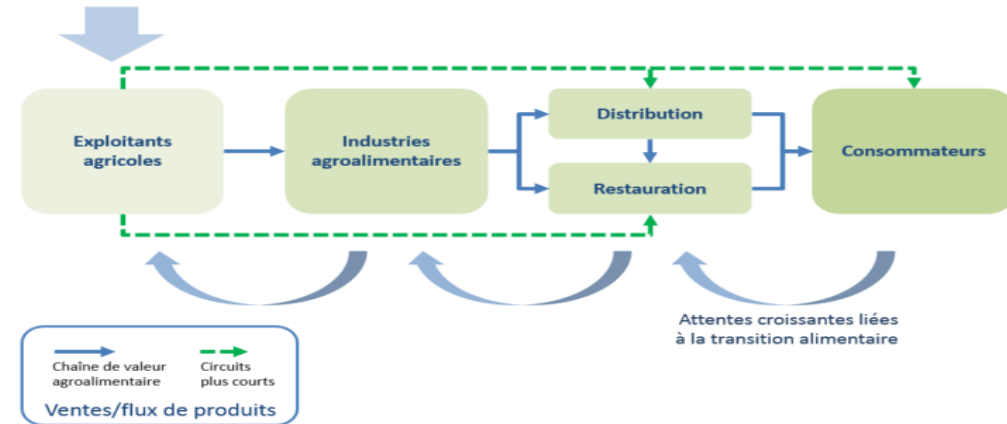 Exploitants
agricoles
Industries
agroalimentaires
Distribution
Restauration
Consommateurs
Attentes croissantes liées
à la transition alimentaire
Chaîne de valeur
agroalimentaire
Circuits
plus courts
Ventes/flux de produits